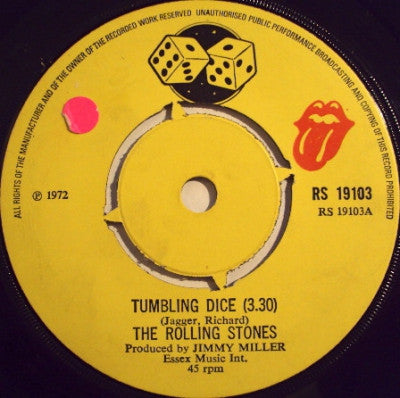 ALL RIGHTS OF THE MANUFACTURER AND OF THE OWNER OF THE RECORDED WORK RESERVED UNAUTHORISED PUBLIC PERFORMANCE BROADCASTING AND COPYING OF THIS RECORD PROHIBITED
℗ 1972
RS 19103
RS 19103A
TUMBLING DICE (3.30)
(Jagger, Richard)
THE ROLLING STONES
Produced by JIMMY MILLER
Essex Music Int.
45 rpm